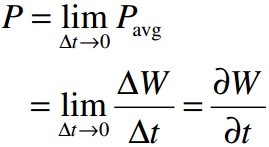 P = lim_{Δt→0} P_avg
= lim_{Δt→0} ΔW/Δt = ∂W/∂t